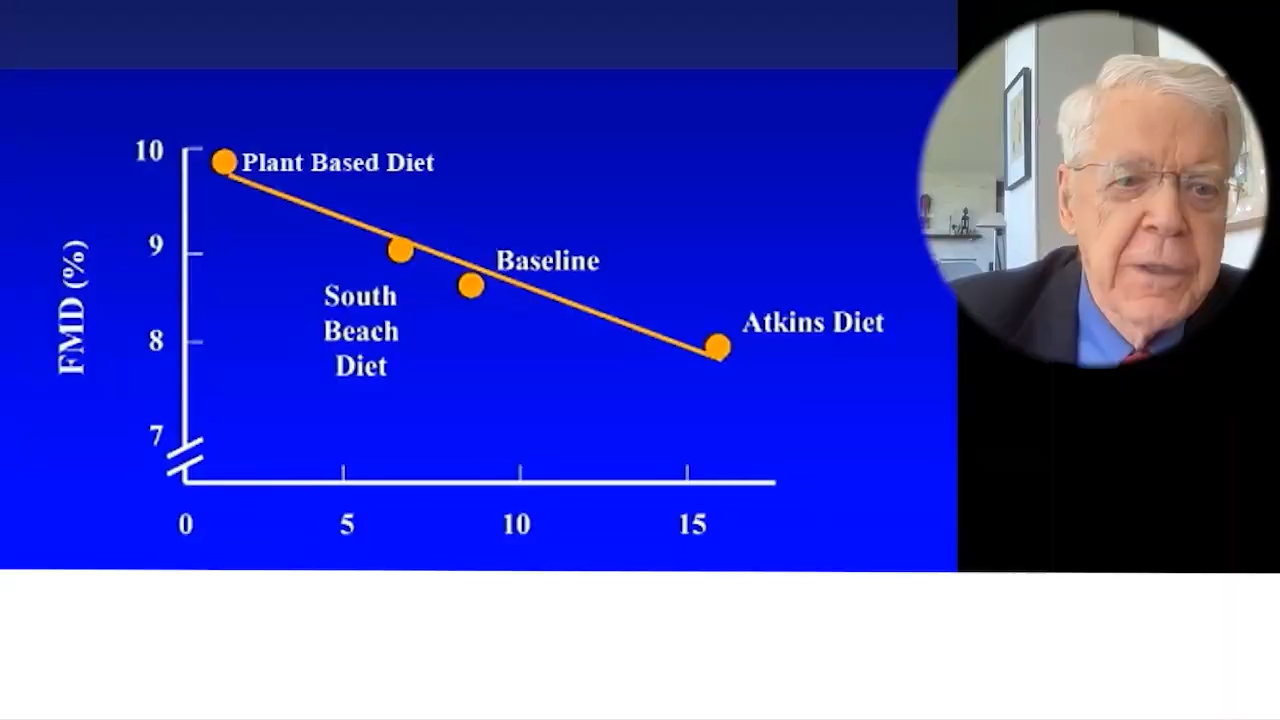 10
Plant Based Diet
9
Baseline
South
Beach
Diet
Atkins Diet
8
7
FMD (%)
0 5 10 15